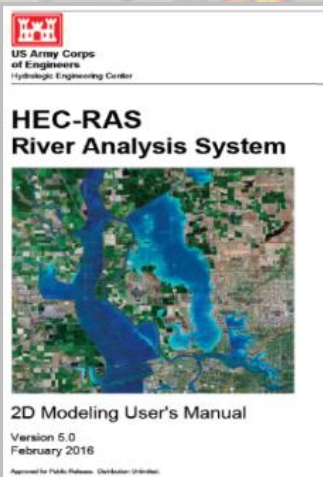 US Army Corps
of Engineers
Hydrologic Engineering Center
HEC-RAS
River Analysis System
2D Modeling User's Manual
Version 5.0
February 2016
Approved for Public Release. Distribution Unlimited.